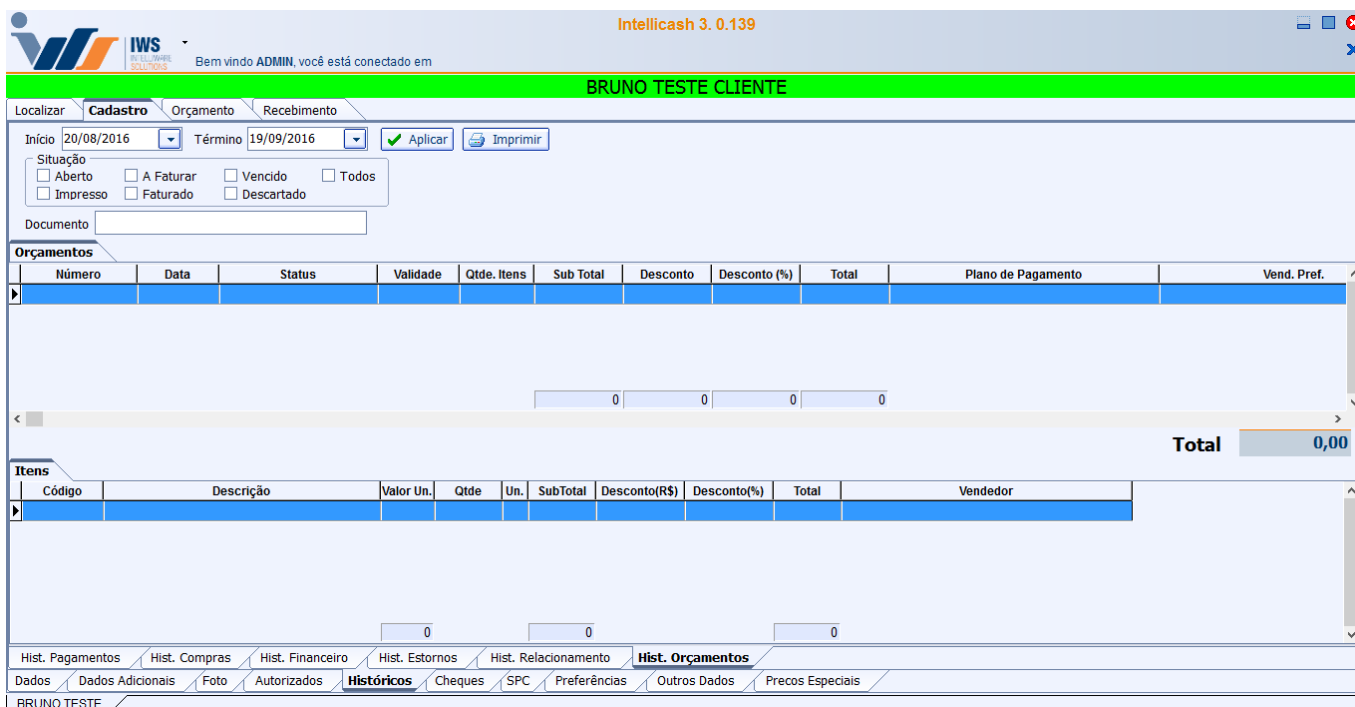 Intellicash 3. 0.139
IWS
INTELLIWARE
SOLUTIONS
Bem vindo ADMIN, você está conectado em
BRUNO TESTE CLIENTE
Localizar Cadastro Orçamento Recebimento
Início 20/08/2016 Término 19/09/2016 Aplicar Imprimir
Situação
Aberto A Faturar Vencido Todos
Impresso Faturado Descartado
Documento
Orçamentos
Número Data Status Validade Qtde. Itens Sub Total Desconto Desconto (%) Total Plano de Pagamento Vend. Pref.
0 0 0 0
Total 0,00
Itens
Código Descrição Valor Un. Qtde Un. SubTotal Desconto(R$) Desconto(%) Total Vendedor
0 0 0
Hist. Pagamentos Hist. Compras Hist. Financeiro Hist. Estornos Hist. Relacionamento Hist. Orçamentos
Dados Dados Adicionais Foto Autorizados Históricos Cheques SPC Preferências Outros Dados Precos Especiais
BRUNO TESTE